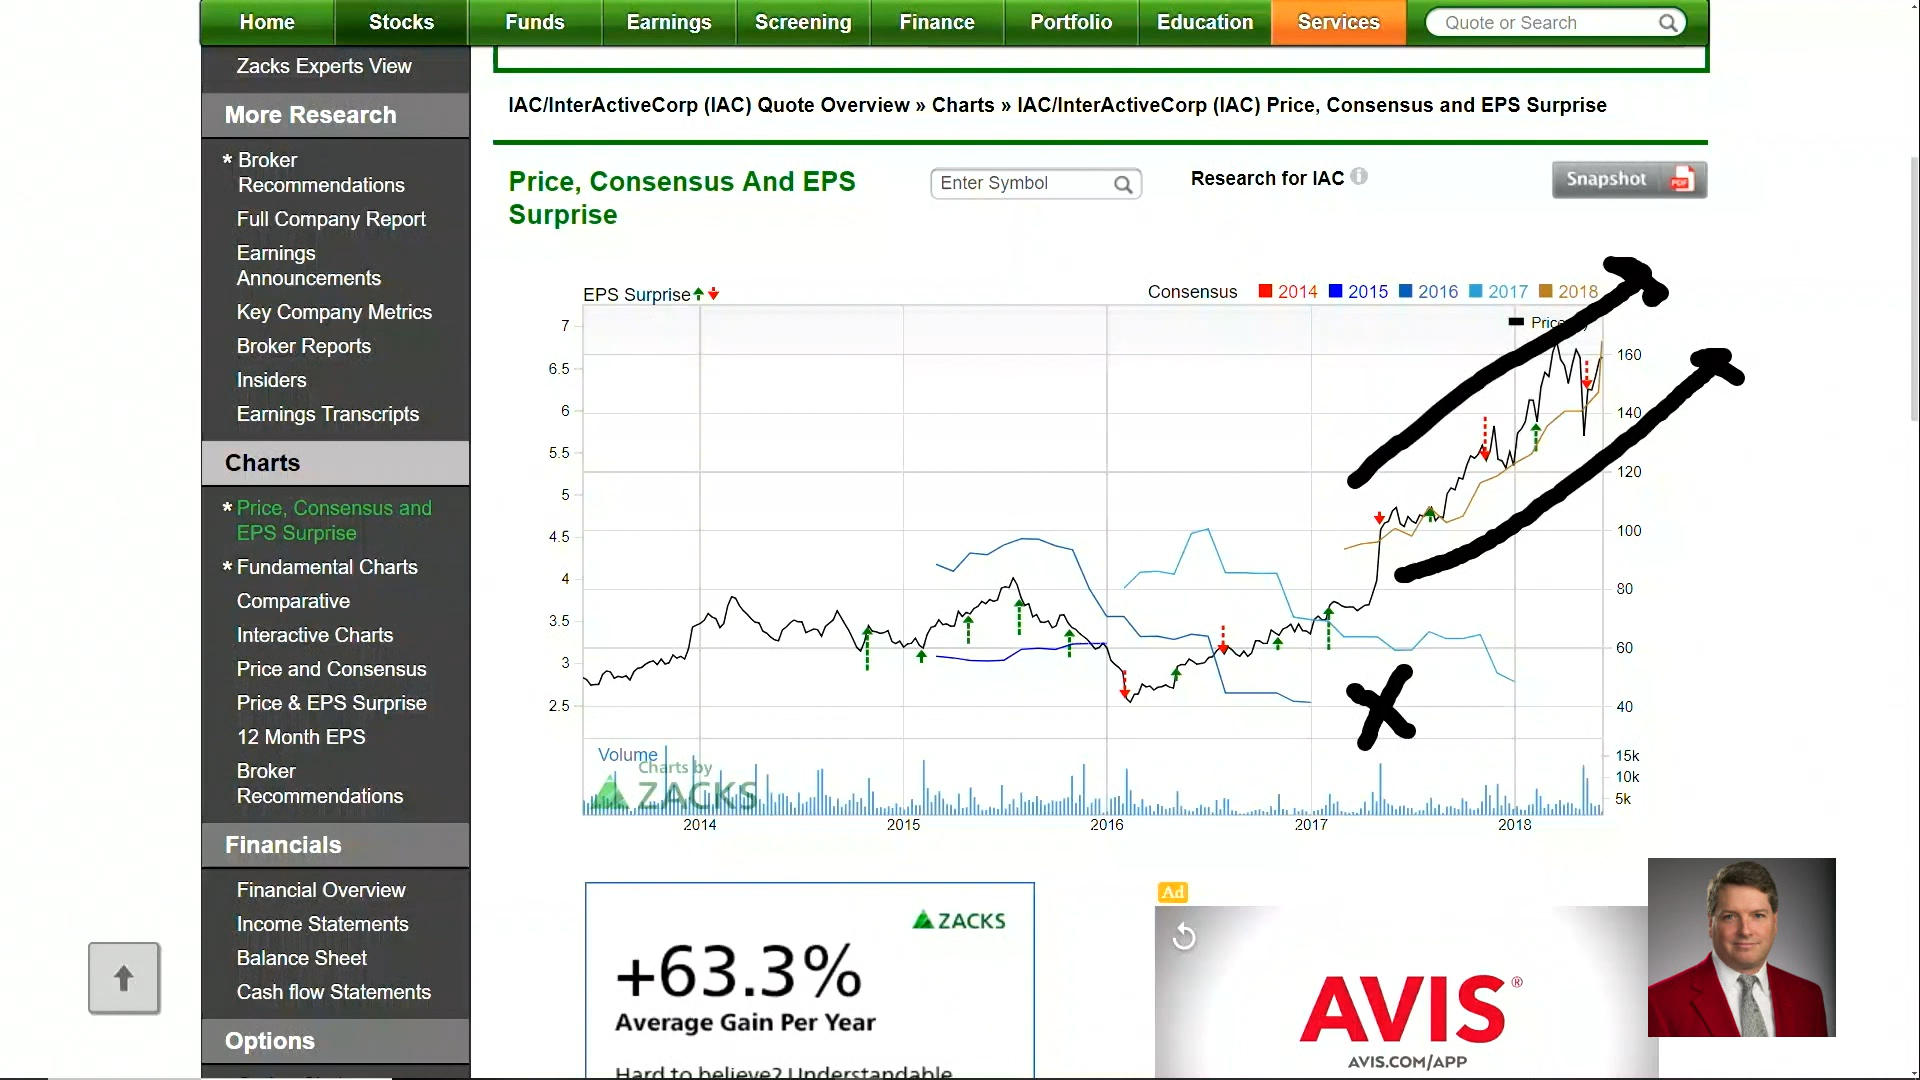 Home Stocks Funds Earnings Screening Finance Portfolio Education Services Quote or Search
Zacks Experts View
More Research
* Broker
Recommendations
Full Company Report
Earnings
Announcements
Key Company Metrics
Broker Reports
Insiders
Earnings Transcripts
Charts
* Price, Consensus and
EPS Surprise
* Fundamental Charts
Comparative
Interactive Charts
Price and Consensus
Price & EPS Surprise
12 Month EPS
Broker
Recommendations
Financials
Financial Overview
Income Statements
Balance Sheet
Cash flow Statements
Options
IAC/InterActiveCorp (IAC) Quote Overview » Charts » IAC/InterActiveCorp (IAC) Price, Consensus and EPS Surprise
Price, Consensus And EPS
Surprise
Enter Symbol
Research for IAC
Snapshot PDF
EPS Surprise
Consensus 2014 2015 2016 2017 2018
7
6.5
6
5.5
5
4.5
4
3.5
3
2.5
160
140
120
100
80
60
40
15k
10k
5k
Volume
Charts by
ZACKS
2014 2015 2016 2017 2018
ZACKS
+63.3%
Average Gain Per Year
Hard to believe? Understandable
Ad
AVIS®
AVIS.COM/APP